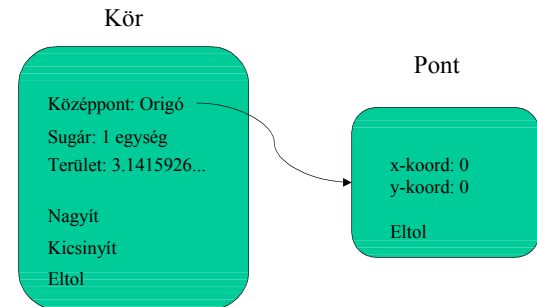 Kör
Középpont: Origó
Sugár: 1 egység
Terület: 3.1415926...
Nagyít
Kicsinyít
Eltol
Pont
x-koord: 0
y-koord: 0
Eltol